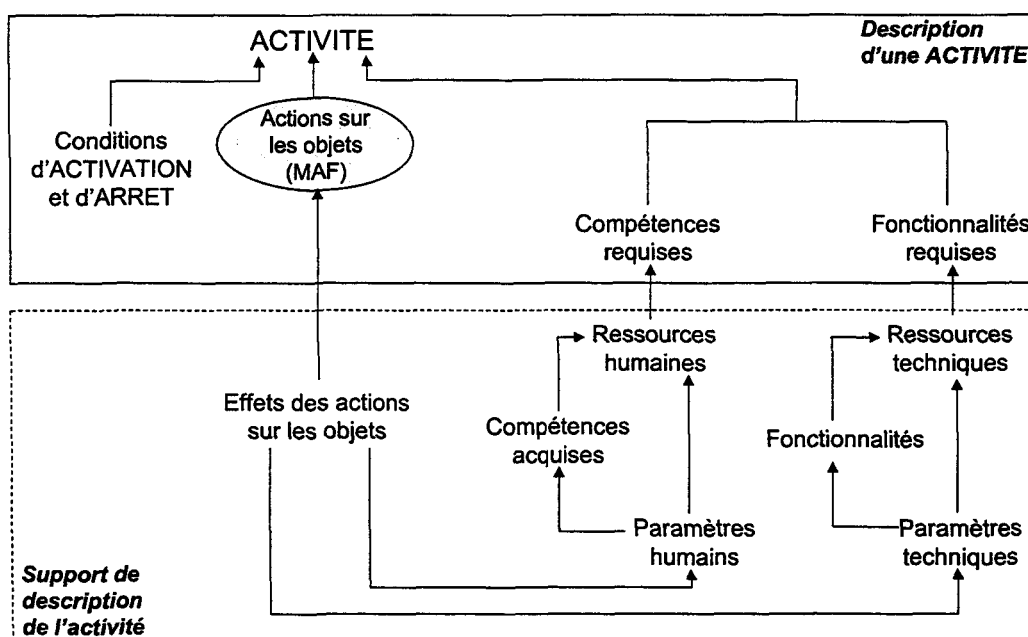 Description
d'une ACTIVITE
ACTIVITE
Conditions
d'ACTIVATION
et d'ARRET
Actions sur
les objets
(MAF)
Compétences
requises
Fonctionnalités
requises
Ressources
humaines
Ressources
techniques
Effets des actions
sur les objets
Compétences
acquises
Fonctionnalités
Paramètres
humains
Paramètres
techniques
Support de
description
de l'activité